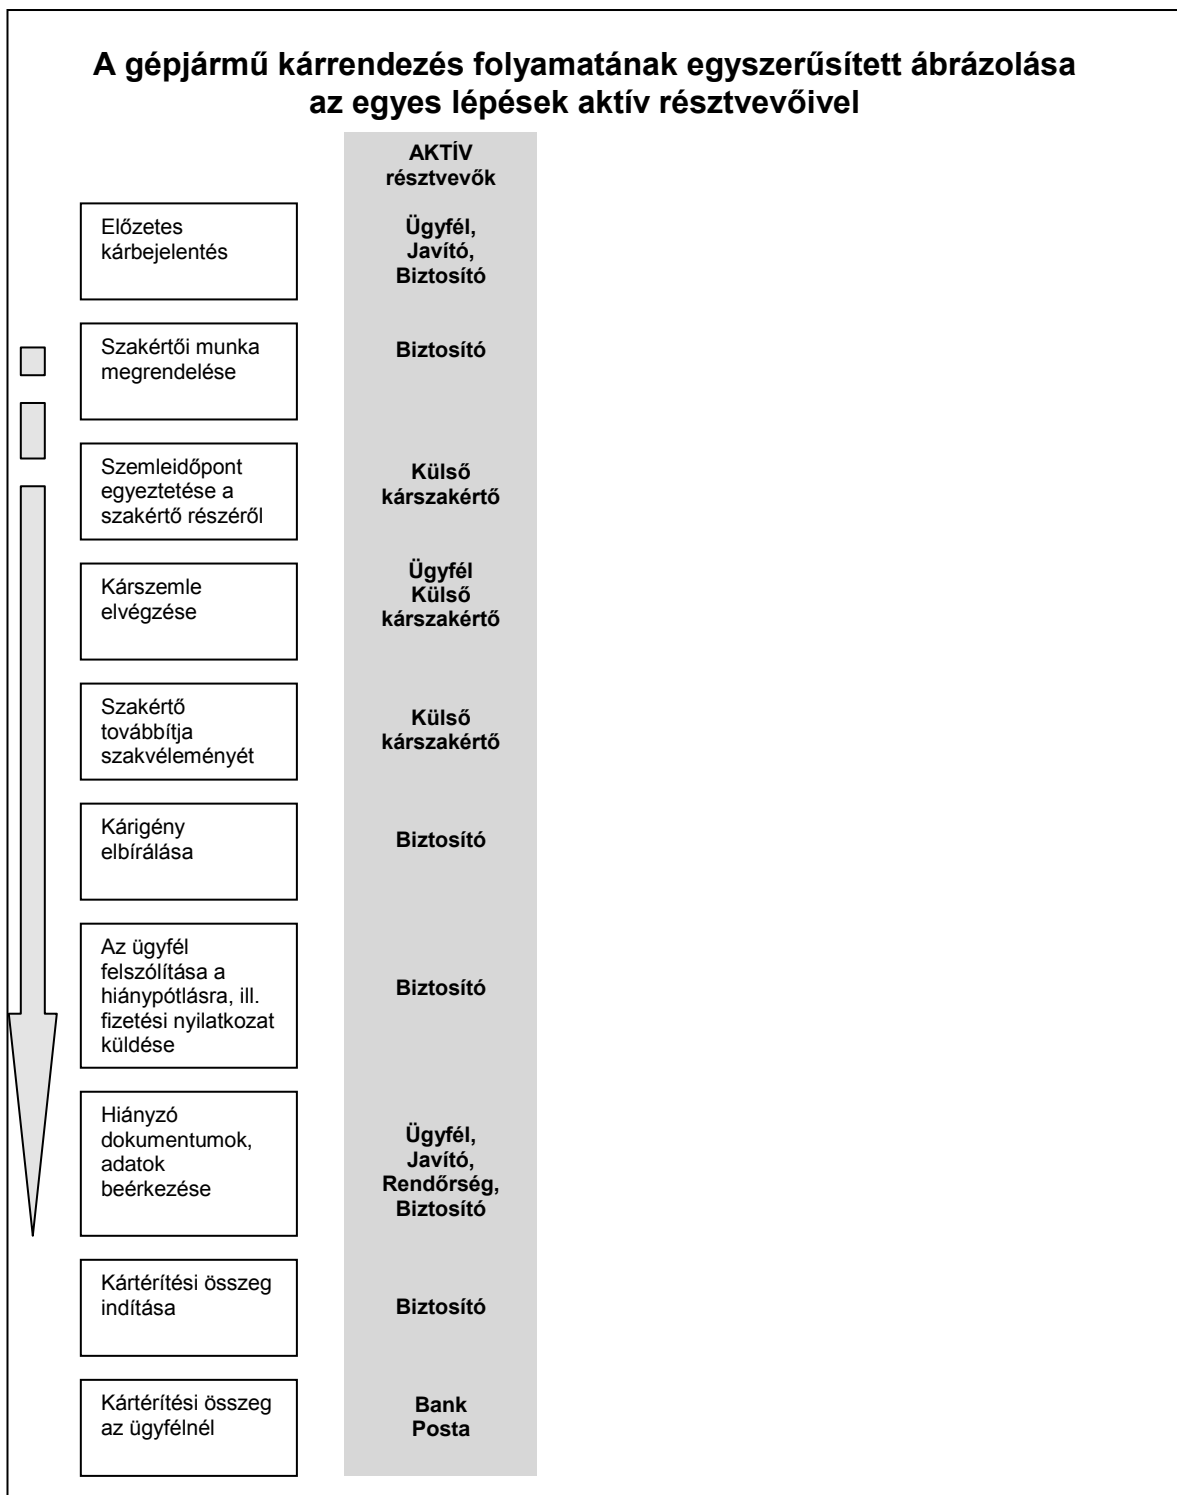 A gépjármű kárrendezés folyamatának egyszerűsített ábrázolása
az egyes lépések aktív résztvevőivel
AKTÍV
résztvevők
Előzetes
kárbejelentés
Ügyfél,
Javító,
Biztosító
Szakértői munka
megrendelése
Biztosító
Szemleidőpont
egyeztetése a
szakértő részéről
Külső
kárszakértő
Kárszemle
elvégzése
Ügyfél
Külső
kárszakértő
Szakértő
továbbítja
szakvéleményét
Külső
kárszakértő
Kárigény
elbírálása
Biztosító
Az ügyfél
felszólítása a
hiánypótlásra, ill.
fizetési nyilatkozat
küldése
Biztosító
Hiányzó
dokumentumok,
adatok
beérkezése
Ügyfél,
Javító,
Rendőrség,
Biztosító
Kártérítési összeg
indítása
Biztosító
Kártérítési összeg
az ügyfélnél
Bank
Posta